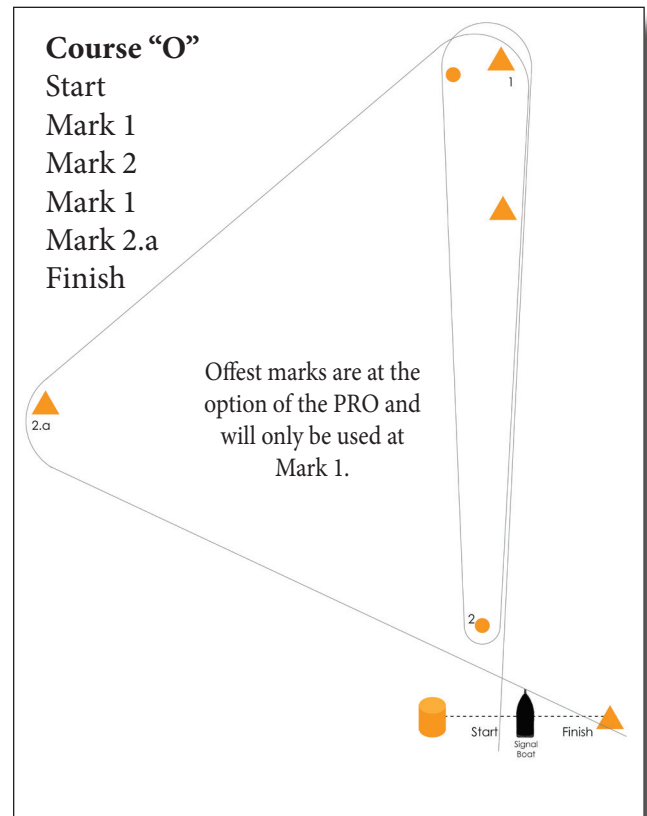 Course “O”
Start
Mark 1
Mark 2
Mark 1
Mark 2.a
Finish
1
2.a
Offest marks are at the
option of the PRO and
will only be used at
Mark 1.
2
Start
Signal
Boat
Finish